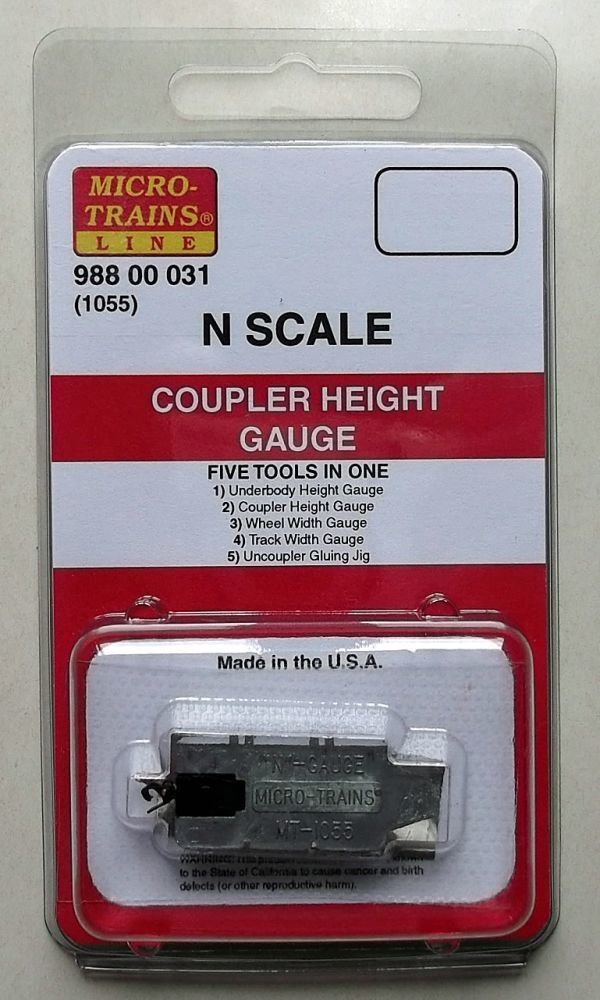 MICRO-
TRAINS®
LINE
988 00 031
(1055)
N SCALE
COUPLER HEIGHT
GAUGE
FIVE TOOLS IN ONE
1) Underbody Height Gauge
2) Coupler Height Gauge
3) Wheel Width Gauge
4) Track Width Gauge
5) Uncoupler Gluing Jig
Made in the U.S.A.
"N"-GAUGE
MICRO-TRAINS®
MT-1055
WARNING: This
known
to the State of California to cause cancer and birth
defects (or other reproductive harm).